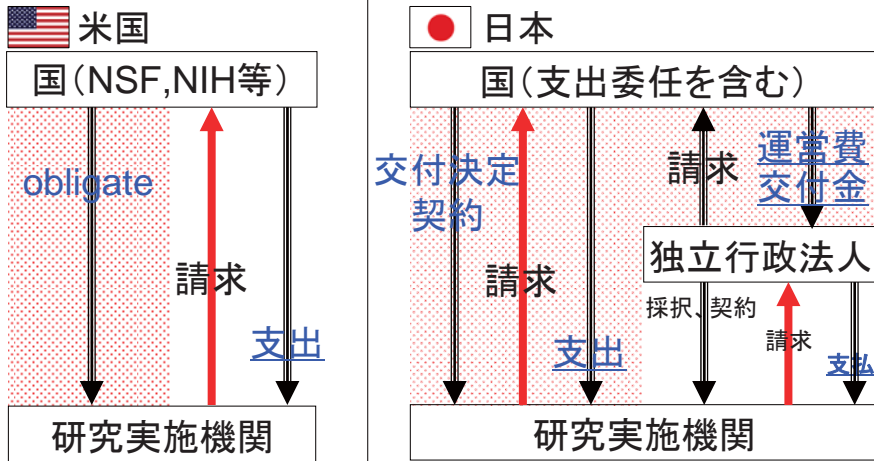 米国
国(NSF,NIH等)
obligate
請求
支出
研究実施機関
日本
国(支出委任を含む)
交付決定
契約
請求
支出
請求
運営費
交付金
独立行政法人
採択、契約
請求
支払
研究実施機関